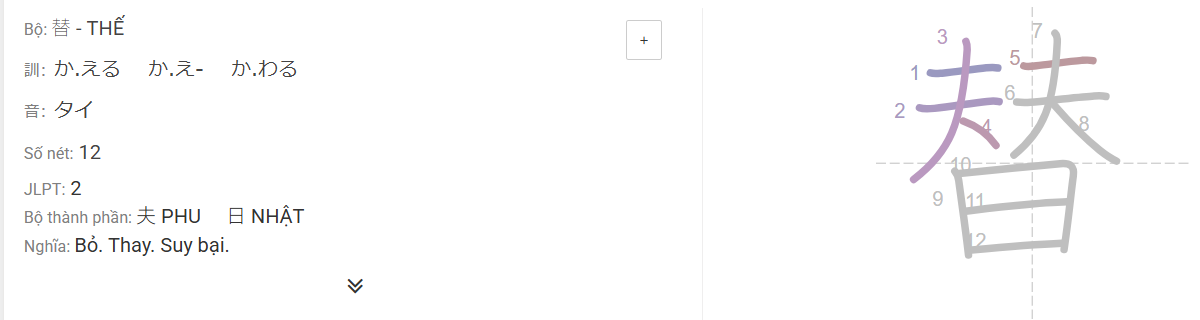 Bộ: 替 - THẾ
訓: か.える か.え- か.わる
音: タイ
Số nét: 12
JLPT: 2
Bộ thành phần: 夫 PHU 日 NHẬT
Nghĩa: Bỏ. Thay. Suy bại.
+
替
1
2
3
4
5
6
7
8
9
10
11
12